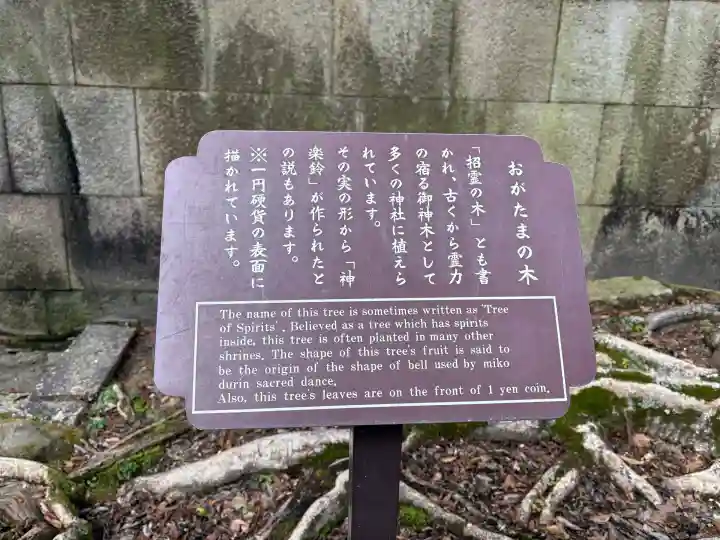 おがたまの木
「招霊の木」とも書
かれ、古くから霊力
の宿る御神木として
多くの神社に植えら
れています。
その実の形から「神
楽鈴」が作られたと
の説もあります。
※一円硬貨の表面に
描かれています。
The name of this tree is sometimes written as 'Tree
of Spirits'. Believed as a tree which has spirits
inside, this tree is often planted in many other
shrines. The shape of this tree's fruit is said to
be the origin of the shape of bell used by miko
durin sacred dance.
Also, this tree's leaves are on the front of 1 yen coin.